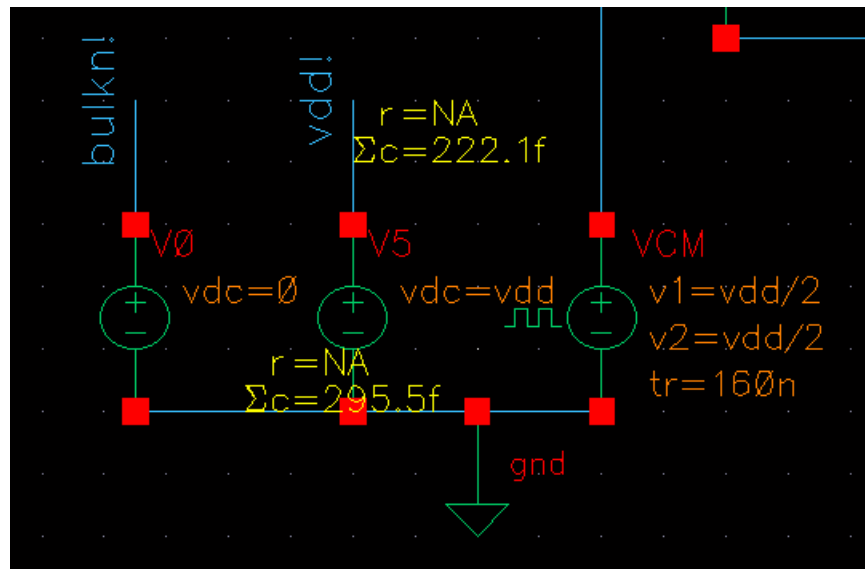 bulkn!
vdd!
r=NA
Σc=222.1f
V0
vdc=0
V5
vdc=vdd
VCM
v1=vdd/2
v2=vdd/2
tr=160n
r=NA
Σc=295.5f
gnd